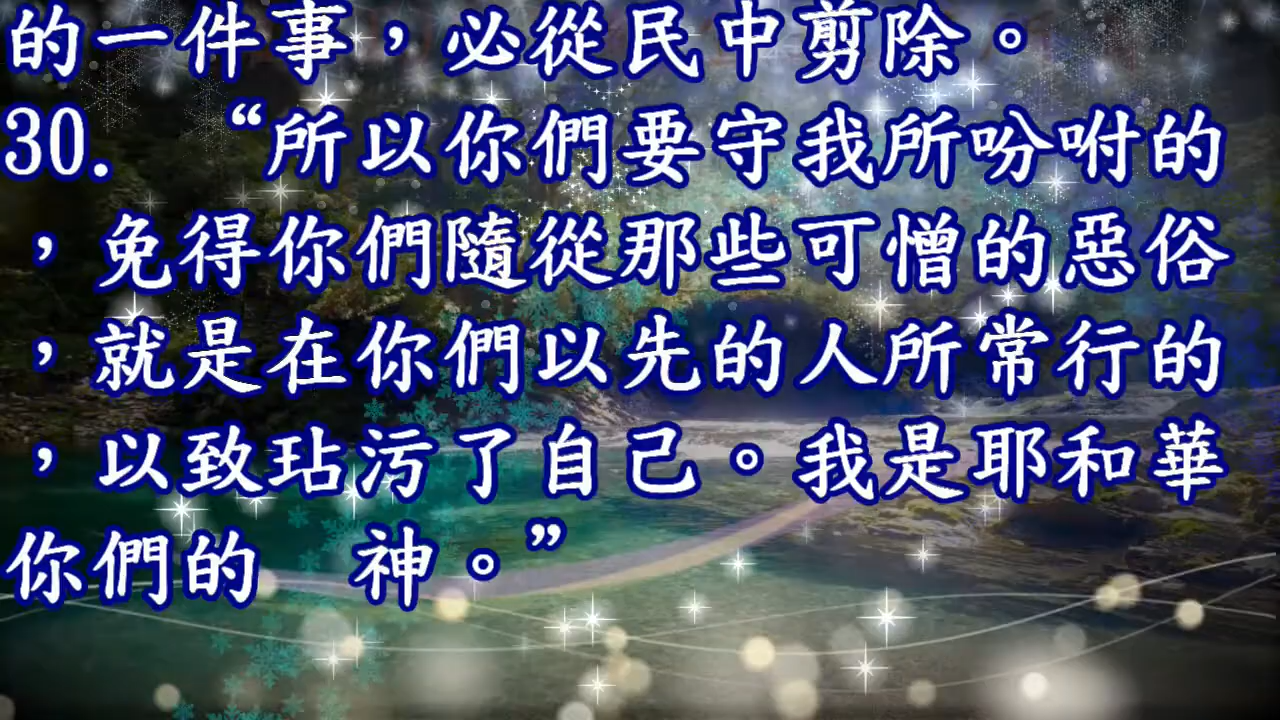 的一件事，必從民中剪除。
30. “所以你們要守我所吩咐的
，免得你們隨從那些可憎的惡俗
，就是在你們以先的人所常行的
，以致玷污了自己。我是耶和華
你們的　神。”